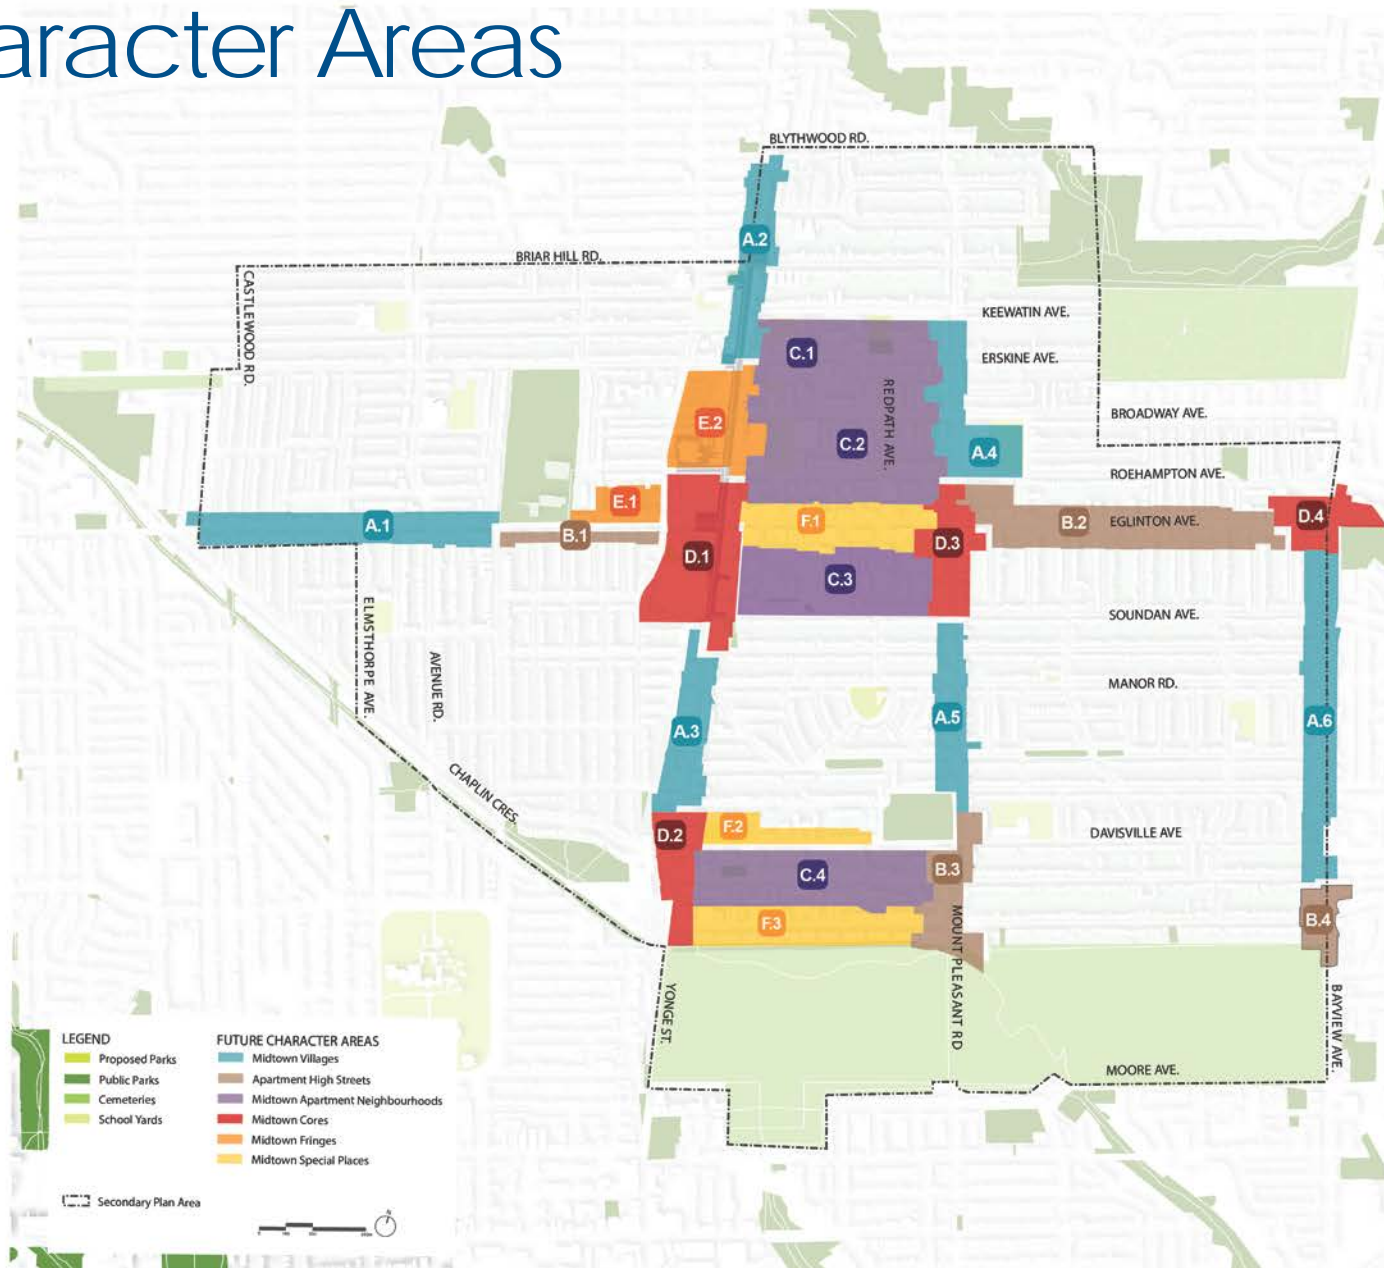 aracter Areas
BLYTHWOOD RD.
A.2
BRIAR HILL RD.
CASTLEWOOD RD.
KEEWATIN AVE.
C.1
ERSKINE AVE.
REDPATH AVE.
BROADWAY AVE.
E.2
C.2
A.4
ROEHAMPTON AVE.
E.1
A.1
B.1
F.1
B.2
EGLINTON AVE.
D.4
D.1
D.3
C.3
ELMSTHORPE AVE.
SOUNDAN AVE.
AVENUE RD.
MANOR RD.
A.3
A.5
A.6
CHAPLIN CRES.
D.2
F.2
DAVISVILLE AVE
C.4
B.3
F.3
B.4
MOUNT PLEASANT RD
YONGE ST.
BAYVIEW AVE.
MOORE AVE.
LEGEND
Proposed Parks
Public Parks
Cemeteries
School Yards
FUTURE CHARACTER AREAS
Midtown Villages
Apartment High Streets
Midtown Apartment Neighbourhoods
Midtown Cores
Midtown Fringes
Midtown Special Places
Secondary Plan Area
N